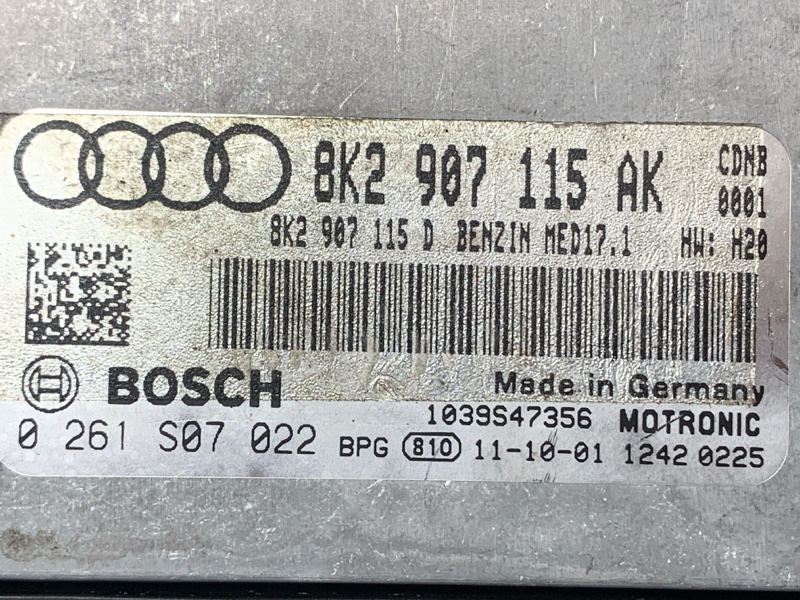 8K2 907 115 AK CDNB
0001
8K2 907 115 D BENZIN MED17.1 HW: H20
BOSCH Made in Germany
1039S47356 MOTRONIC
0 261 S07 022 BPG 810 11-10-01 1242 0225